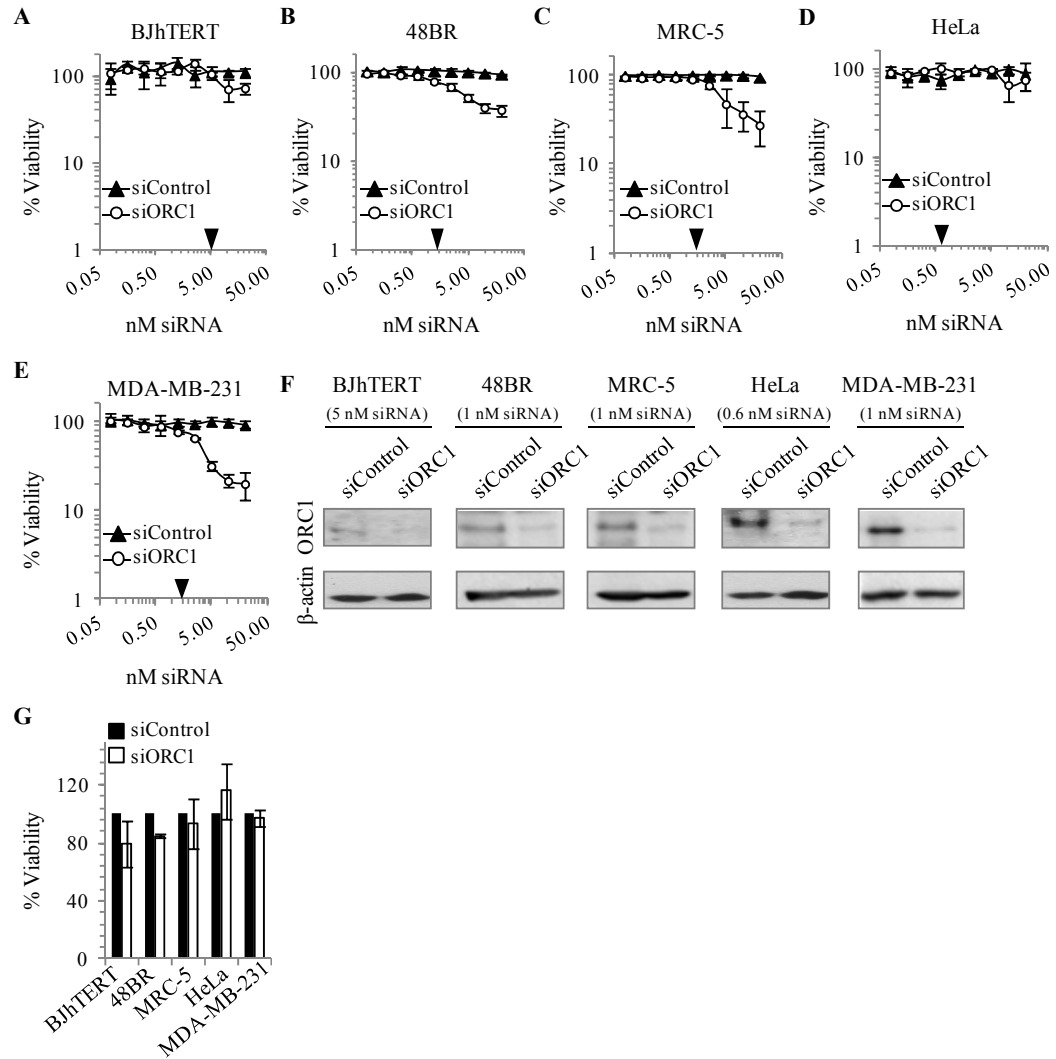 A
BJhTERT
% Viability
100
10
1
siControl
siORC1
0.05
0.50
5.00
50.00
nM siRNA
B
48BR
% Viability
100
10
1
siControl
siORC1
0.05
0.50
5.00
50.00
nM siRNA
C
MRC-5
% Viability
100
10
1
siControl
siORC1
0.05
0.50
5.00
50.00
nM siRNA
D
HeLa
% Viability
100
10
1
siControl
siORC1
0.05
0.50
5.00
50.00
nM siRNA
E
MDA-MB-231
% Viability
100
10
1
siControl
siORC1
0.05
0.50
5.00
50.00
nM siRNA
F
BJhTERT
(5 nM siRNA)
siControl
siORC1
48BR
(1 nM siRNA)
siControl
siORC1
MRC-5
(1 nM siRNA)
siControl
siORC1
HeLa
(0.6 nM siRNA)
siControl
siORC1
MDA-MB-231
(1 nM siRNA)
siControl
siORC1
ORC1
β-actin
G
siControl
siORC1
% Viability
120
80
40
0
BJhTERT
48BR
MRC-5
HeLa
MDA-MB-231